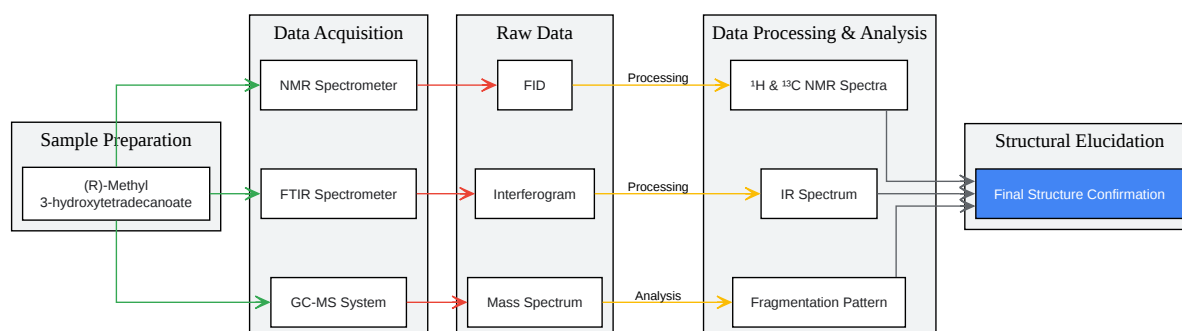 Data Acquisition
Raw Data
Data Processing & Analysis
NMR Spectrometer
FID
Processing
¹H & ¹³C NMR Spectra
Sample Preparation
Structural Elucidation
(R)-Methyl
3-hydroxytetradecanoate
FTIR Spectrometer
Interferogram
Processing
IR Spectrum
Final Structure Confirmation
GC-MS System
Mass Spectrum
Analysis
Fragmentation Pattern